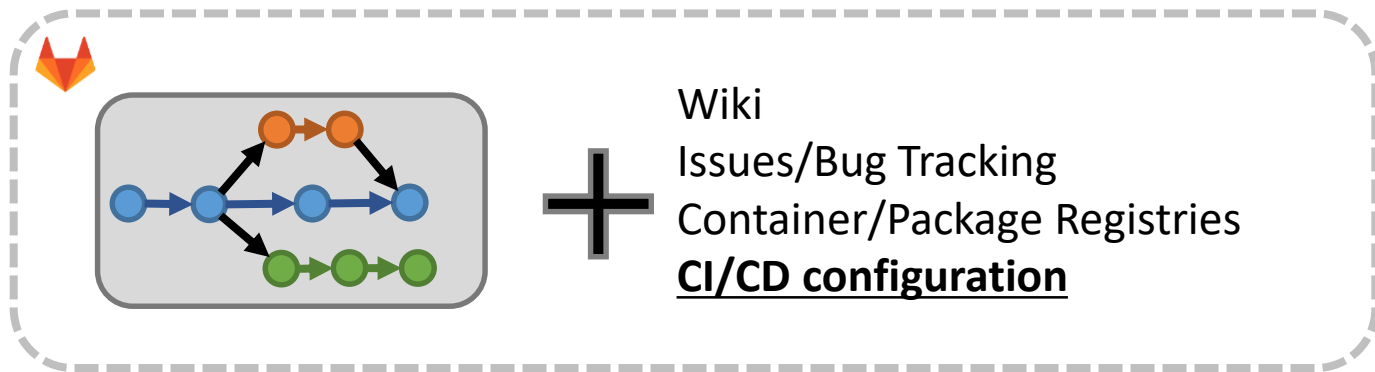 Wiki
Issues/Bug Tracking
Container/Package Registries
CI/CD configuration